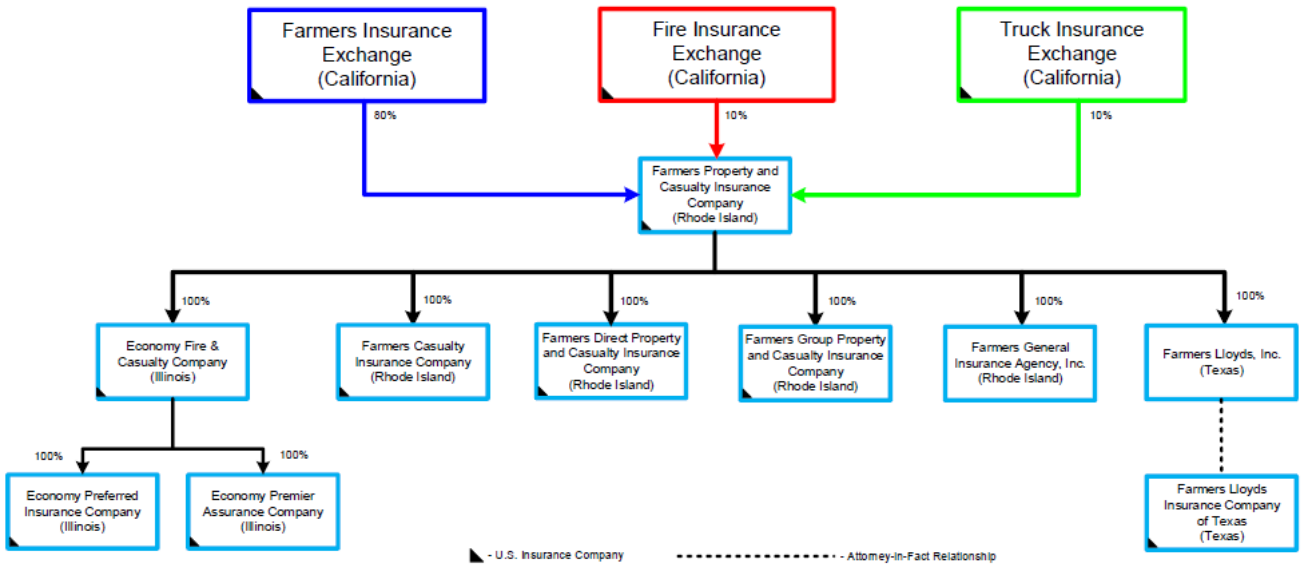 Farmers Insurance
Exchange
(California)
Fire Insurance
Exchange
(California)
Truck Insurance
Exchange
(California)
80%
10%
10%
Farmers Property and
Casualty Insurance
Company
(Rhode Island)
100%
100%
100%
100%
100%
100%
Economy Fire &
Casualty Company
(Illinois)
Farmers Casualty
Insurance Company
(Rhode Island)
Farmers Direct Property
and Casualty Insurance
Company
(Rhode Island)
Farmers Group Property
and Casualty Insurance
Company
(Rhode Island)
Farmers General
Insurance Agency, Inc.
(Rhode Island)
Farmers Lloyds, Inc.
(Texas)
100%
100%
Economy Preferred
Insurance Company
(Illinois)
Economy Premier
Assurance Company
(Illinois)
Farmers Lloyds
Insurance Company
of Texas
(Texas)
- U.S. Insurance Company
- Attorney-In-Fact Relationship